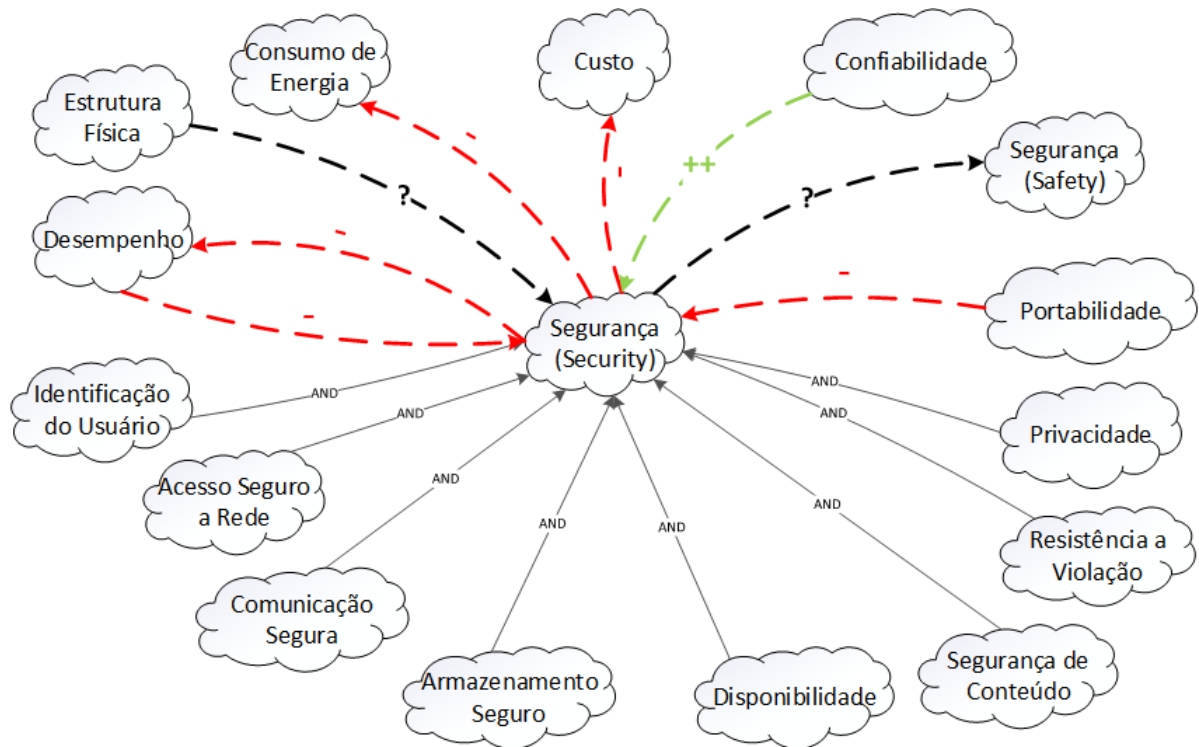 Consumo de
Energia
Custo
Confiabilidade
Estrutura
Física
-
-
++
Segurança
(Safety)
?
?
Desempenho
-
-
-
Portabilidade
Segurança
(Security)
Identificação
do Usuário
AND
AND
AND
AND
Privacidade
Acesso Seguro
a Rede
AND
AND
AND
AND
Resistência a
Violação
Comunicação
Segura
Segurança de
Conteúdo
Armazenamento
Seguro
Disponibilidade